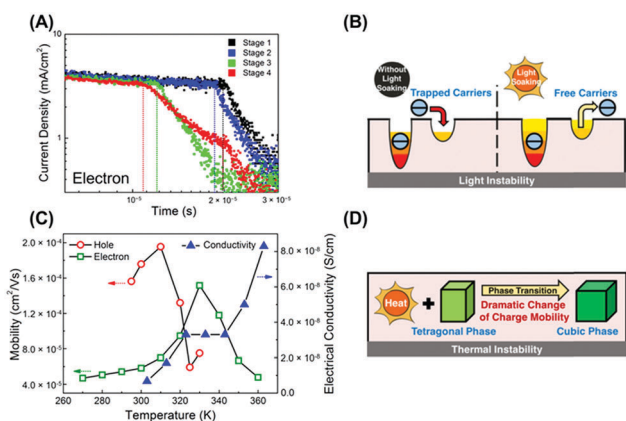 (A)
Current Density (mA/cm²)
10
1
Stage 1
Stage 2
Stage 3
Stage 4
Electron
10⁻⁵
2 x 10⁻⁵
3 x 10⁻⁵
Time (s)
(B)
Without
Light
Soaking
Trapped Carriers
Light
Soaking
Free Carriers
Light Instability
(C)
Mobility (cm²/Vs)
2.0 x 10⁻⁴
1.6 x 10⁻⁴
1.2 x 10⁻⁴
8.0 x 10⁻⁵
4.0 x 10⁻⁵
Hole
Electron
Conductivity
8.0 x 10⁻⁸
6.0 x 10⁻⁸
4.0 x 10⁻⁸
2.0 x 10⁻⁸
0.0
Electrical Conductivity (S/cm)
260
280
300
320
340
360
Temperature (K)
(D)
Heat
+
Phase Transition
Dramatic Change
of Charge Mobility
Tetragonal Phase
Cubic Phase
Thermal Instability